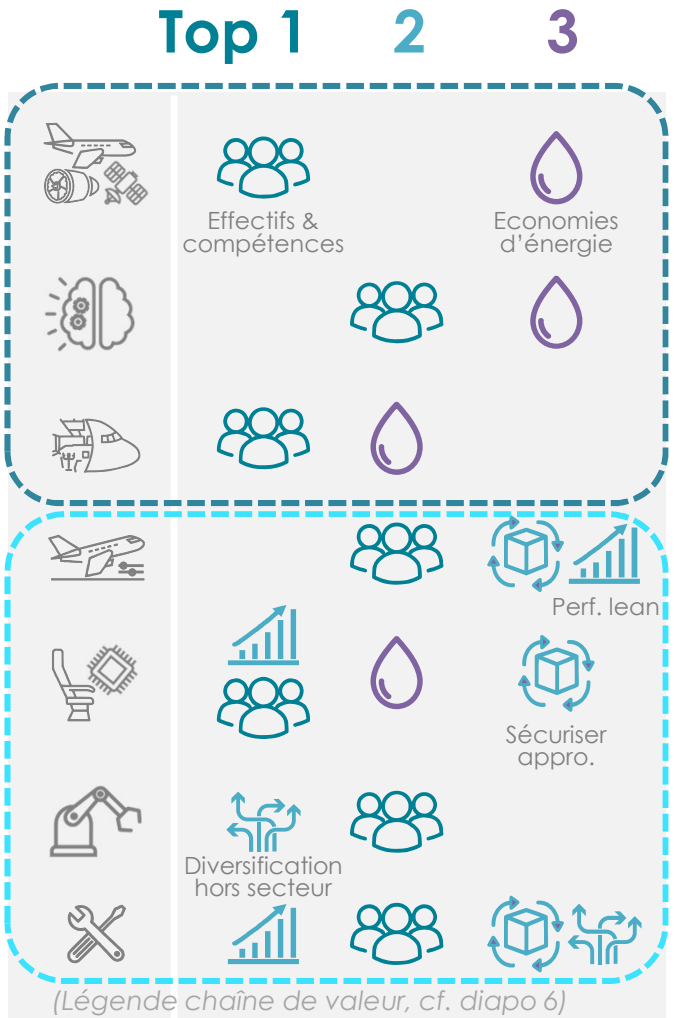 Top 1 2 3
Effectifs &
compétences
Economies
d'énergie
Perf. lean
Sécuriser
appro.
Diversification
hors secteur
(Légende chaîne de valeur, cf. diapo 6)